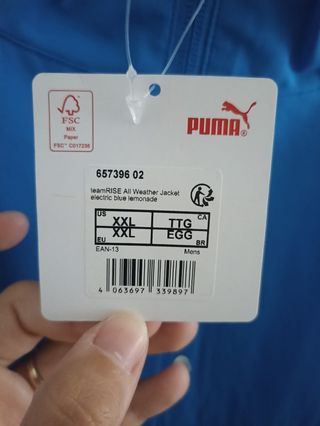 FSC
MIX
Paper
FSC™ C017236
PUMA
657396 02
teamRISE All Weather Jacket
electric blue lemonade
US XXL TTG CA
EU XXL EGG BR
EAN-13 Mens
4 063697 339897